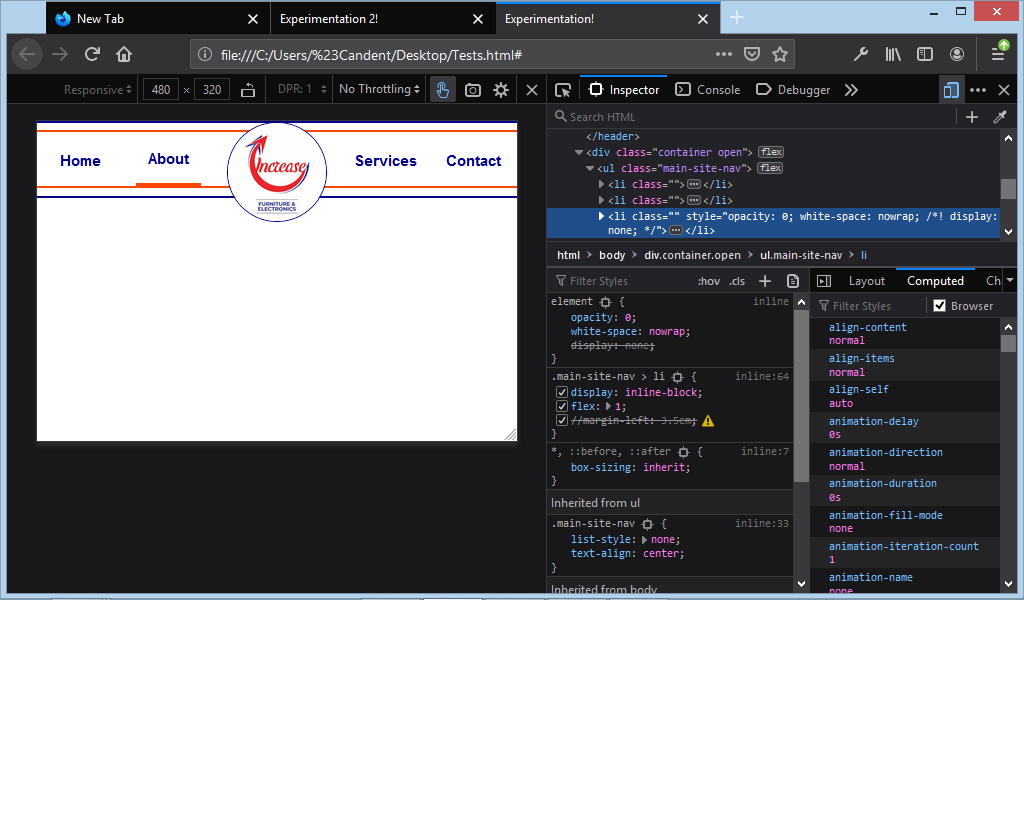 New Tab
Experimentation 2!
Experimentation!
file:///C:/Users/%23Candent/Desktop/Tests.html#
Responsive 480 × 320 DPR: 1 No Throttling
Inspector Console Debugger
Search HTML
</header>
<div class="container open"> flex
<ul class="main-site-nav"> flex
<li class="">…</li>
<li class="">…</li>
<li class="" style="opacity: 0; white-space: nowrap; /*! display:
none; */">…</li>
html > body > div.container.open > ul.main-site-nav > li
Home
About
Increase
FURNITURE &
ELECTRONICS
Services
Contact
Filter Styles :hov .cls +
element { inline
opacity: 0;
white-space: nowrap;
display: none;
}
.main-site-nav > li { inline:64
display: inline-block;
flex: 1;
//margin-left: 3.5em;
}
*, ::before, ::after { inline:7
box-sizing: inherit;
}
Inherited from ul
.main-site-nav { inline:33
list-style: none;
text-align: center;
}
Inherited from body
Layout Computed Ch
Filter Styles Browser
align-content
normal
align-items
normal
align-self
auto
animation-delay
0s
animation-direction
normal
animation-duration
0s
animation-fill-mode
none
animation-iteration-count
1
animation-name
none